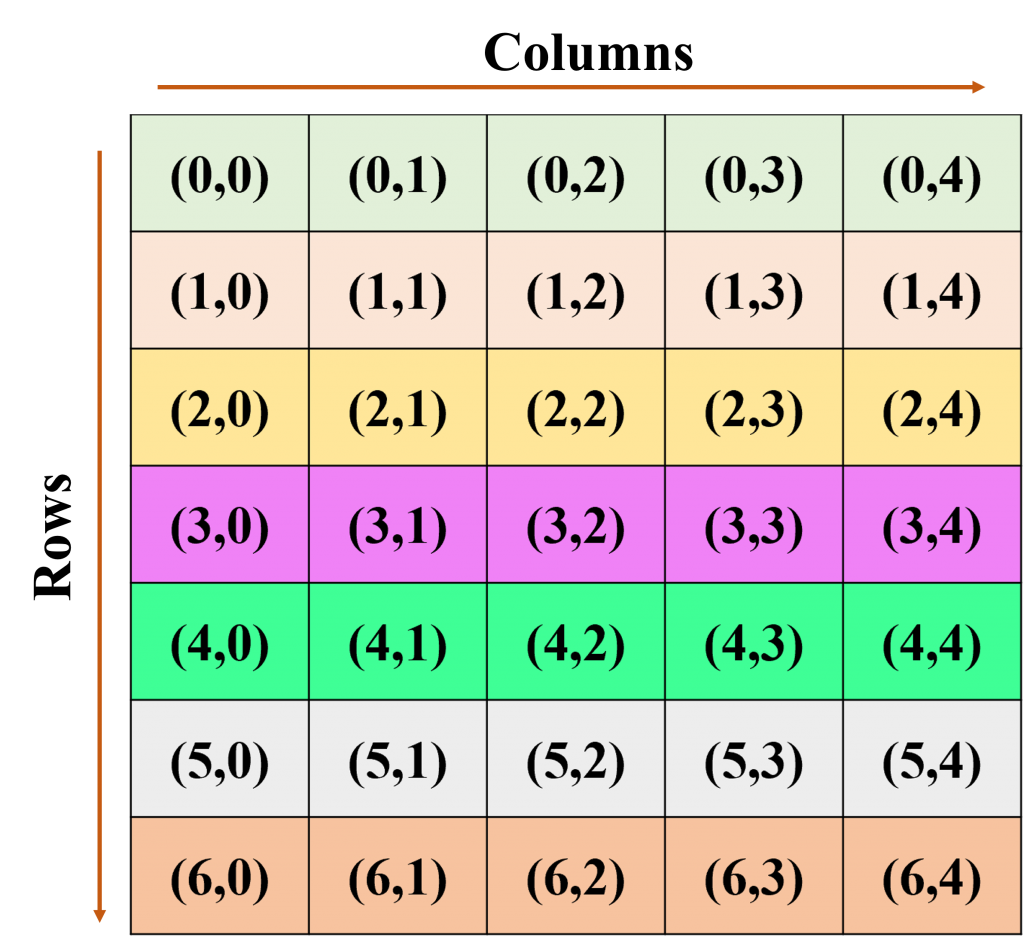 Columns
(0,0) (0,1) (0,2) (0,3) (0,4)
(1,0) (1,1) (1,2) (1,3) (1,4)
(2,0) (2,1) (2,2) (2,3) (2,4)
(3,0) (3,1) (3,2) (3,3) (3,4)
(4,0) (4,1) (4,2) (4,3) (4,4)
(5,0) (5,1) (5,2) (5,3) (5,4)
(6,0) (6,1) (6,2) (6,3) (6,4)
Rows